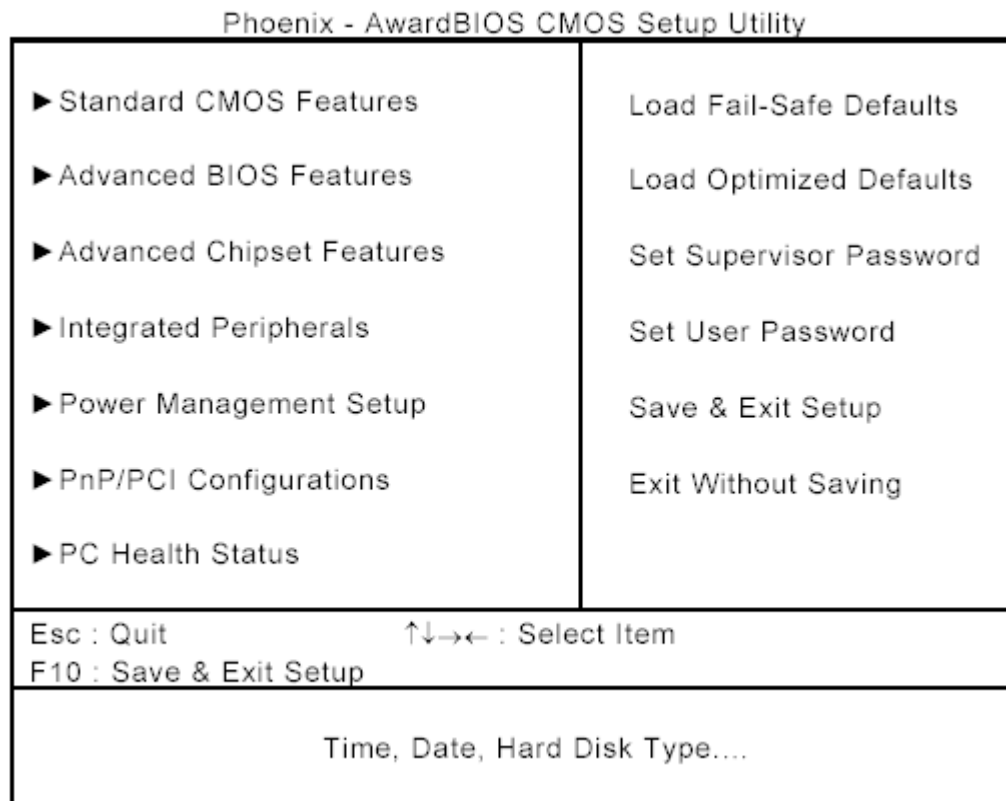 Phoenix - AwardBIOS CMOS Setup Utility
►Standard CMOS Features
►Advanced BIOS Features
►Advanced Chipset Features
►Integrated Peripherals
►Power Management Setup
►PnP/PCI Configurations
►PC Health Status
Load Fail-Safe Defaults
Load Optimized Defaults
Set Supervisor Password
Set User Password
Save & Exit Setup
Exit Without Saving
Esc : Quit ↑↓→← : Select Item
F10 : Save & Exit Setup
Time, Date, Hard Disk Type....